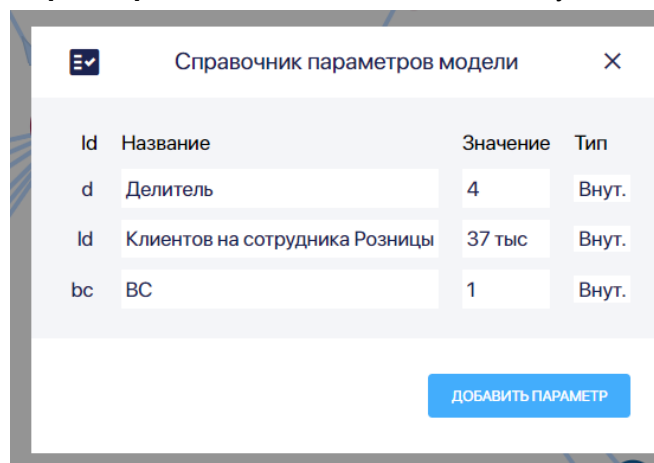 Справочник параметров модели
Id Название Значение Тип
d Делитель 4 Внут.
ld Клиентов на сотрудника Розницы 37 тыс Внут.
bc ВС 1 Внут.
ДОБАВИТЬ ПАРАМЕТР